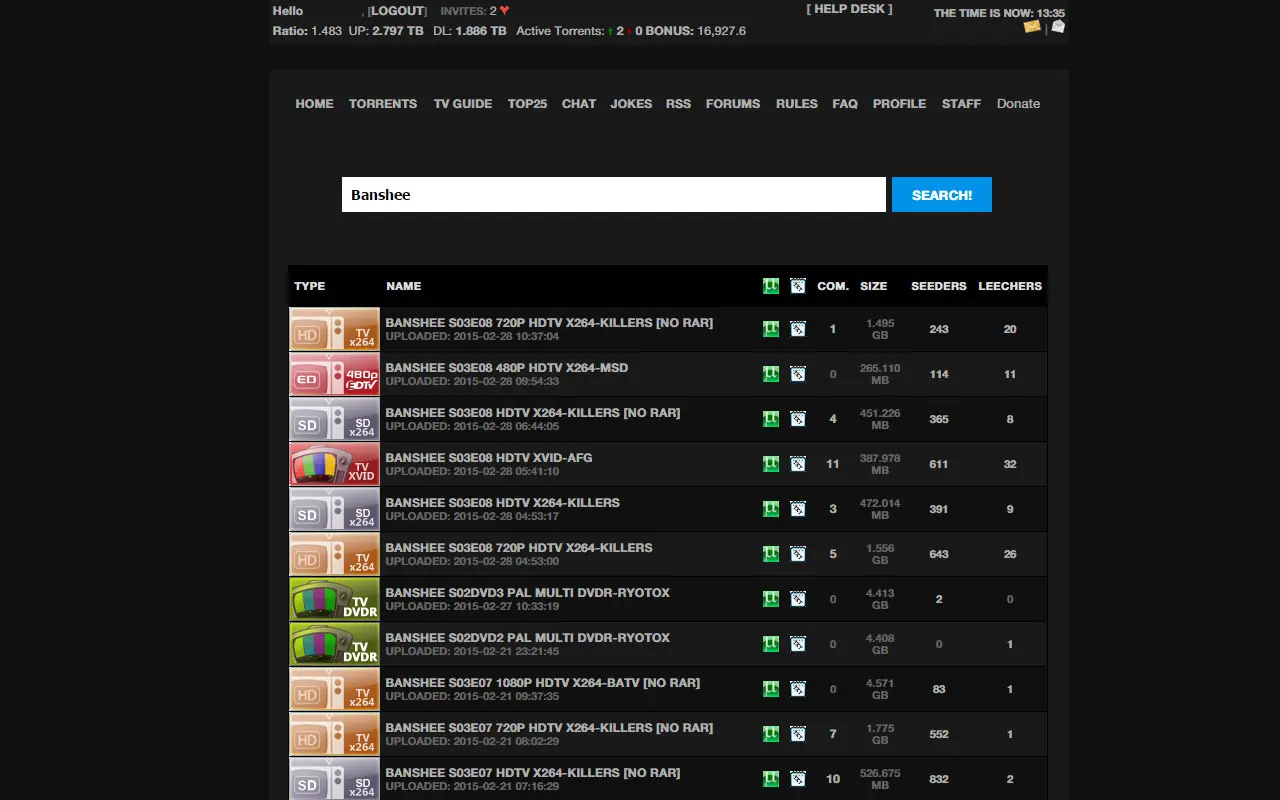 Hello , [LOGOUT] INVITES: 2 [ HELP DESK ] THE TIME IS NOW: 13:35
Ratio: 1.483 UP: 2.797 TB DL: 1.886 TB Active Torrents: 2 0 BONUS: 16,927.6 |
HOME TORRENTS TV GUIDE TOP25 CHAT JOKES RSS FORUMS RULES FAQ PROFILE STAFF Donate
Banshee SEARCH!
TYPE NAME µ COM. SIZE SEEDERS LEECHERS
HD TV x264 BANSHEE S03E08 720P HDTV X264-KILLERS [NO RAR] µ 1 1.495 GB 243 20
UPLOADED: 2015-02-28 10:37:04
ED 480p EDTV BANSHEE S03E08 480P HDTV X264-MSD µ 0 265.110 MB 114 11
UPLOADED: 2015-02-28 09:54:33
SD SD x264 BANSHEE S03E08 HDTV X264-KILLERS [NO RAR] µ 4 451.226 MB 365 8
UPLOADED: 2015-02-28 06:44:05
TV XVID BANSHEE S03E08 HDTV XVID-AFG µ 11 387.978 MB 611 32
UPLOADED: 2015-02-28 05:41:10
SD SD x264 BANSHEE S03E08 HDTV X264-KILLERS µ 3 472.014 MB 391 9
UPLOADED: 2015-02-28 04:53:17
HD TV x264 BANSHEE S03E08 720P HDTV X264-KILLERS µ 5 1.556 GB 643 26
UPLOADED: 2015-02-28 04:53:00
TV DVDR BANSHEE S02DVD3 PAL MULTI DVDR-RYOTOX µ 0 4.413 GB 2 0
UPLOADED: 2015-02-27 10:33:19
TV DVDR BANSHEE S02DVD2 PAL MULTI DVDR-RYOTOX µ 0 4.408 GB 0 1
UPLOADED: 2015-02-21 23:21:45
HD TV x264 BANSHEE S03E07 1080P HDTV X264-BATV [NO RAR] µ 0 4.571 GB 83 1
UPLOADED: 2015-02-21 09:37:35
HD TV x264 BANSHEE S03E07 720P HDTV X264-KILLERS [NO RAR] µ 7 1.775 GB 552 1
UPLOADED: 2015-02-21 08:02:29
SD SD x264 BANSHEE S03E07 HDTV X264-KILLERS [NO RAR] µ 10 526.675 MB 832 2
UPLOADED: 2015-02-21 07:16:29